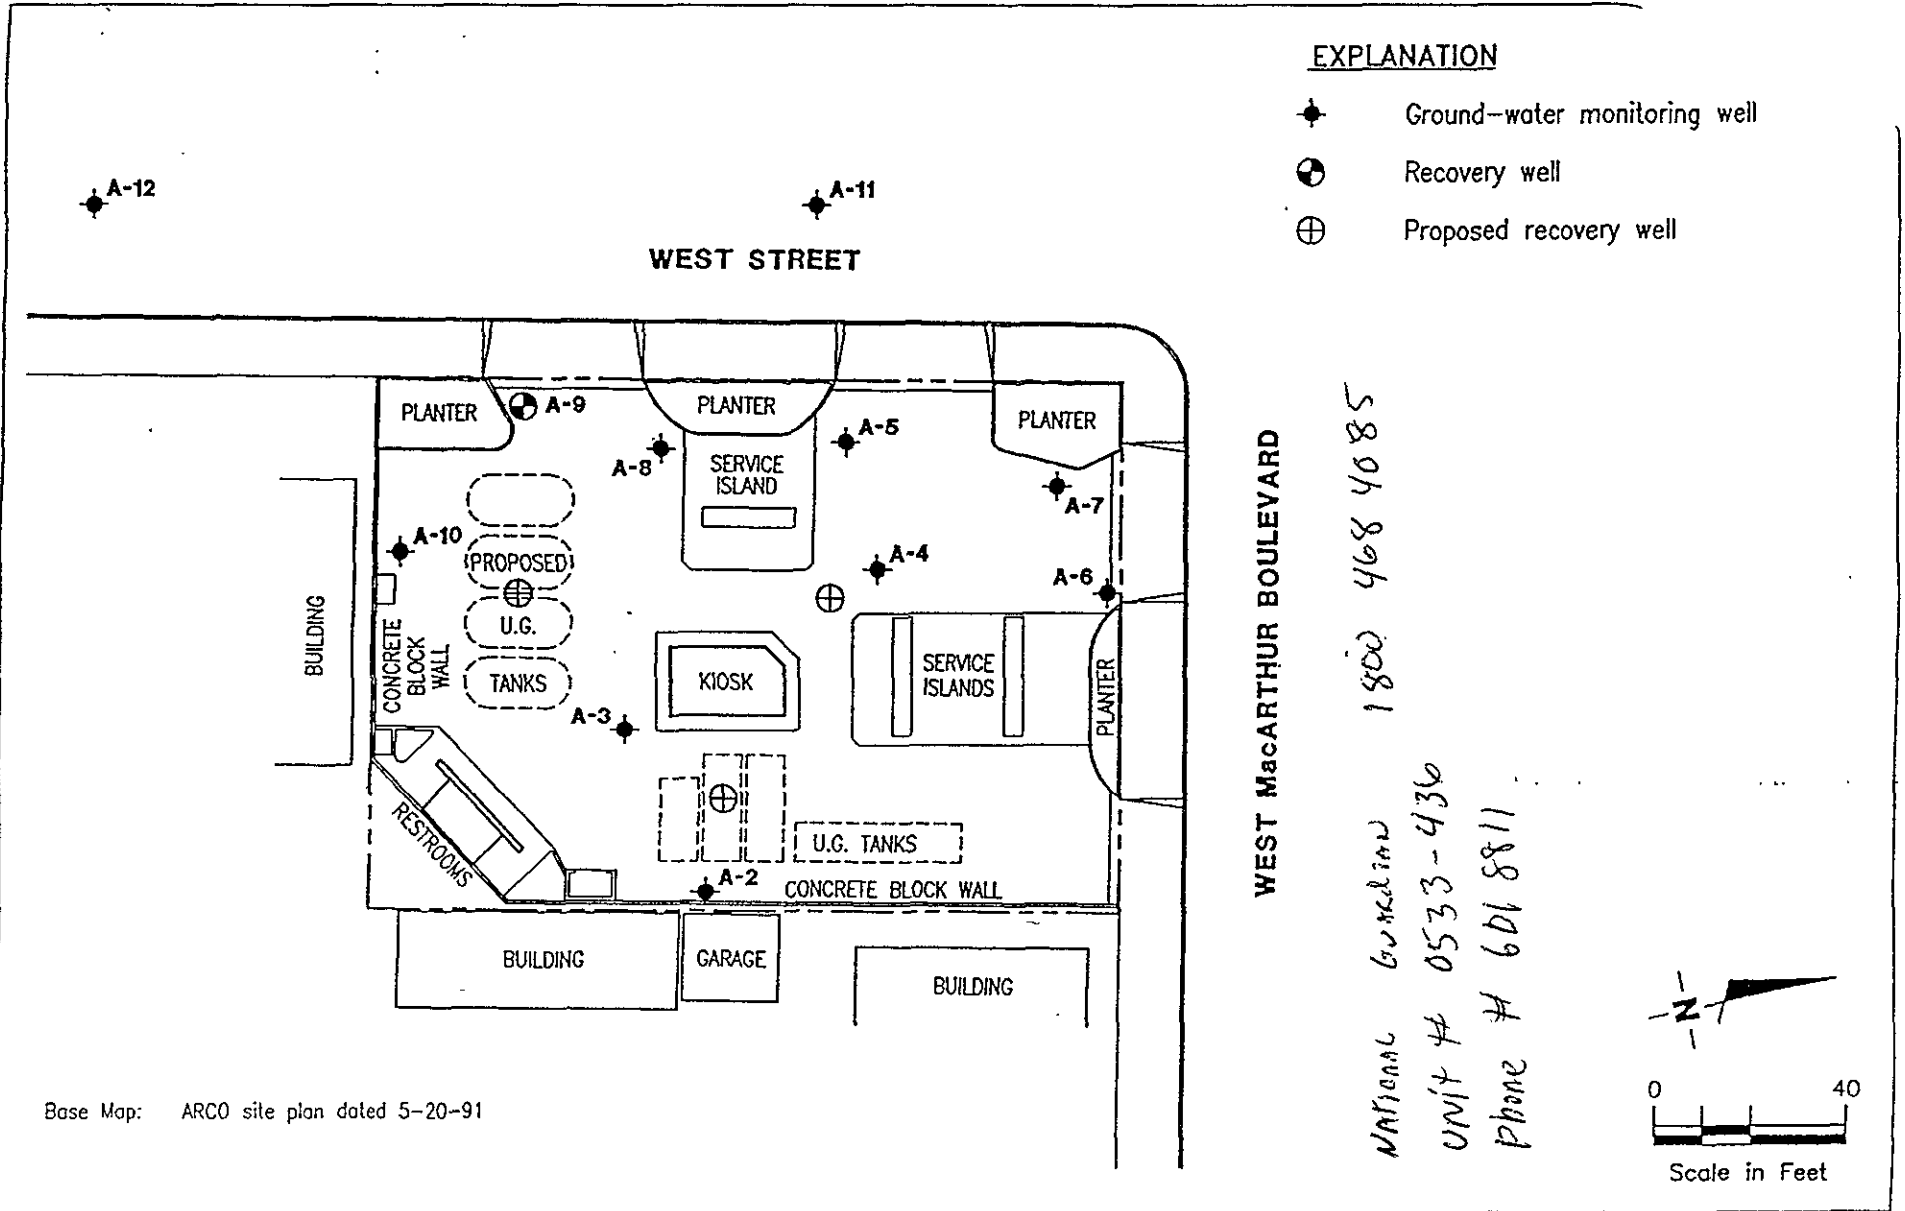 EXPLANATION
Ground-water monitoring well
Recovery well
Proposed recovery well
A-12
A-11
WEST STREET
PLANTER
A-9
PLANTER
A-5
PLANTER
A-8
SERVICE
ISLAND
A-7
A-10
PROPOSED
A-4
A-6
U.G.
TANKS
BUILDING
CONCRETE
BLOCK
WALL
KIOSK
SERVICE
ISLANDS
PLANTER
A-3
RESTROOMS
U.G. TANKS
A-2
CONCRETE BLOCK WALL
BUILDING
GARAGE
BUILDING
WEST MacARTHUR BOULEVARD
1800 468 4085
NATIONAL GUARDIAN
UNIT # 0533-436
Phone # 601 8811
N
0 40
Scale in Feet
Base Map: ARCO site plan dated 5-20-91